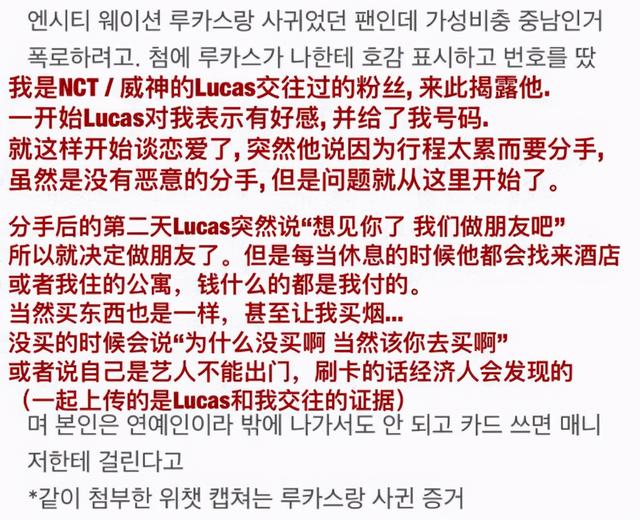 엔시티 웨이션 루카스랑 사귀었던 팬인데 가성비충 중남인거
폭로하려고. 첨에 루카스가 나한테 호감 표시하고 번호를 땄
我是NCT / 威神的Lucas交往过的粉丝, 来此揭露他.
一开始Lucas对我表示有好感, 并给了我号码.
就这样开始谈恋爱了, 突然他说因为行程太累而要分手,
虽然是没有恶意的分手, 但是问题就从这里开始了。
分手后的第二天Lucas突然说“想见你了 我们做朋友吧”
所以就决定做朋友了。但是每当休息的时候他都会找来酒店
或者我住的公寓，钱什么的都是我付的。
当然买东西也是一样，甚至让我买烟...
没买的时候会说“为什么没买啊 当然该你去买啊”
或者说自己是艺人不能出门，刷卡的话经济人会发现的
（一起上传的是Lucas和我交往的证据）
며 본인은 연예인이라 밖에 나가서도 안 되고 카드 쓰면 매니
저한테 걸린다고
*같이 첨부한 위챗 캡쳐는 루카스랑 사귄 증거